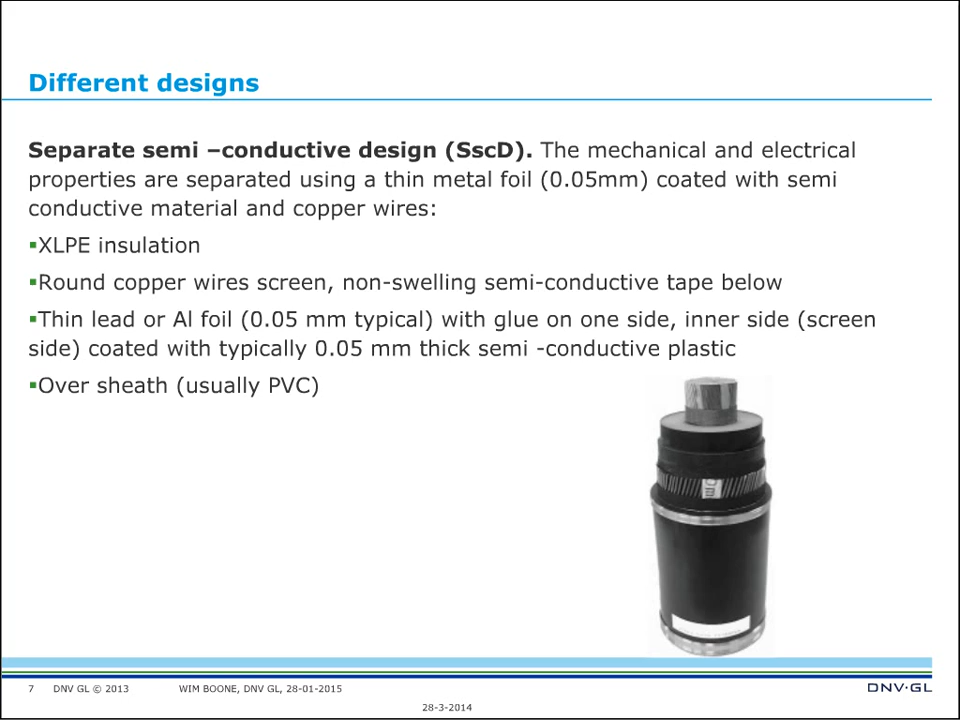 Different designs
Separate semi –conductive design (SscD). The mechanical and electrical
properties are separated using a thin metal foil (0.05mm) coated with semi
conductive material and copper wires:
▪XLPE insulation
▪Round copper wires screen, non-swelling semi-conductive tape below
▪Thin lead or Al foil (0.05 mm typical) with glue on one side, inner side (screen
side) coated with typically 0.05 mm thick semi -conductive plastic
▪Over sheath (usually PVC)
7 DNV GL © 2013 WIM BOONE, DNV GL, 28-01-2015
DNV·GL
28-3-2014